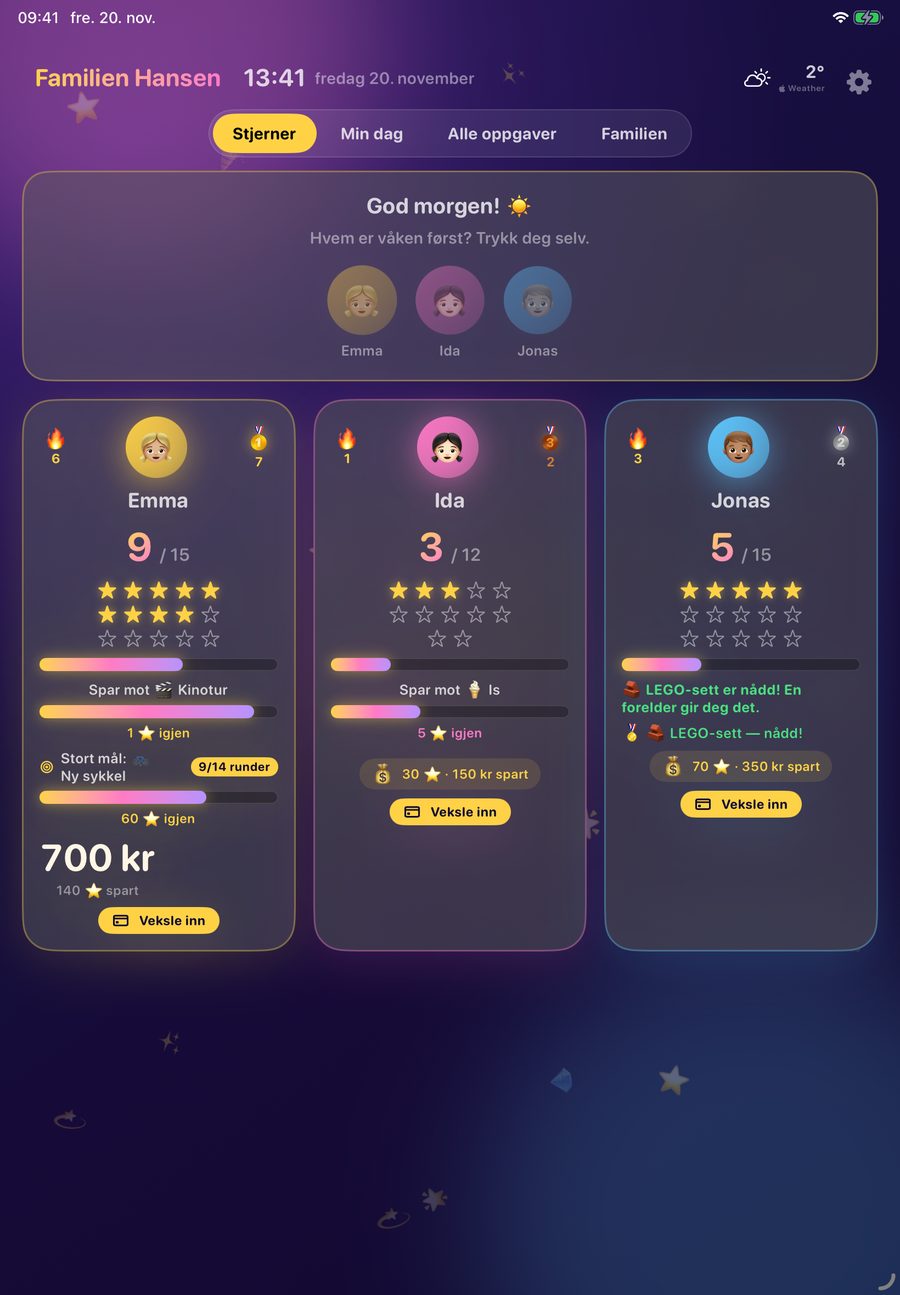 09:41 fre. 20. nov.
Familien Hansen 13:41 fredag 20. november
2°
Weather
Stjerner Min dag Alle oppgaver Familien
God morgen! ☀️
Hvem er våken først? Trykk deg selv.
Emma Ida Jonas
6
1
7
Emma
9 / 15
Spar mot 🎬 Kinotur
1 ⭐ igjen
Stort mål: 🚲
Ny sykkel
9/14 runder
60 ⭐ igjen
700 kr
140 ⭐ spart
Veksle inn
1
3
2
Ida
3 / 12
Spar mot 🍦 Is
5 ⭐ igjen
💰 30 ⭐ · 150 kr spart
Veksle inn
3
2
4
Jonas
5 / 15
🧱 LEGO-sett er nådd! En
forelder gir deg det.
🏅 🧱 LEGO-sett — nådd!
💰 70 ⭐ · 350 kr spart
Veksle inn